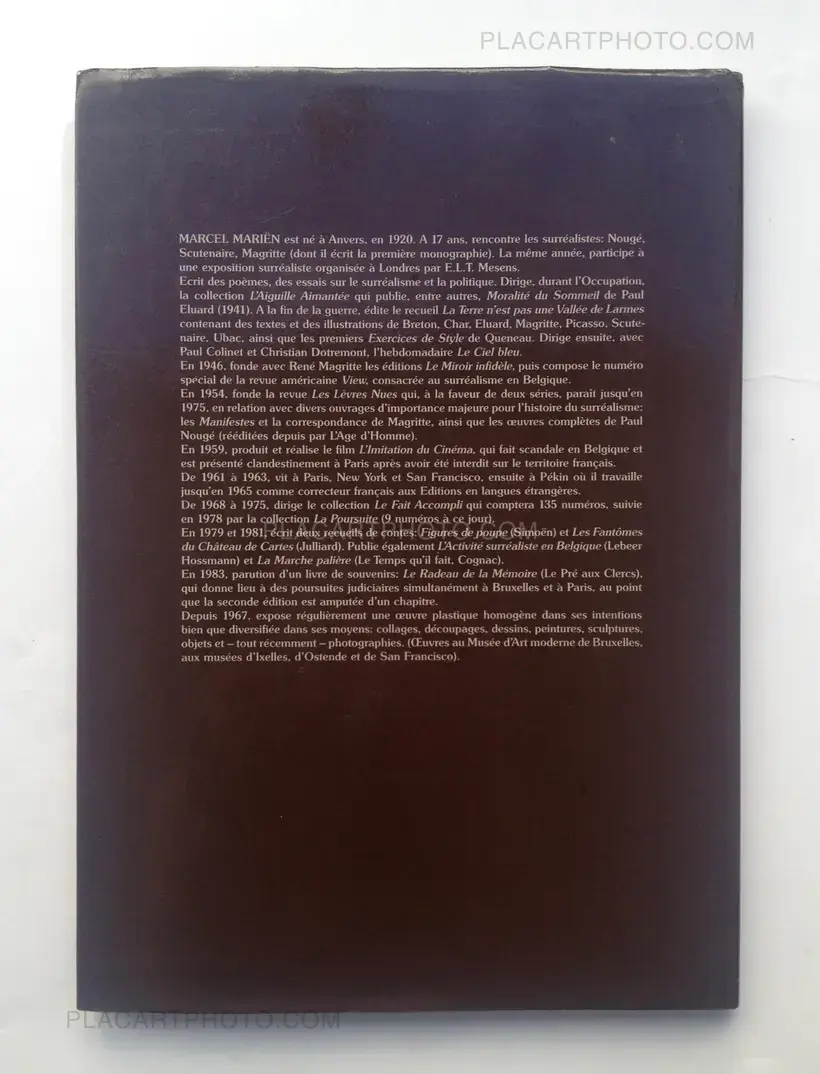 PLACARTPHOTO.COM
MARCEL MARIËN est né à Anvers, en 1920. A 17 ans, rencontre les surréalistes: Nougé,
Scutenaire, Magritte (dont il écrit la première monographie). La même année, participe à
une exposition surréaliste organisée à Londres par E.L.T. Mesens.
Ecrit des poèmes, des essais sur le surréalisme et la politique. Dirige, durant l'Occupation,
la collection L'Aiguille Aimantée qui publie, entre autres, Moralité du Sommeil de Paul
Eluard (1941). A la fin de la guerre, édite le recueil La Terre n'est pas une Vallée de Larmes
contenant des textes et des illustrations de Breton, Char, Eluard, Magritte, Picasso, Scute-
naire, Ubac, ainsi que les premiers Exercices de Style de Queneau. Dirige ensuite, avec
Paul Colinet et Christian Dotremont, l'hebdomadaire Le Ciel bleu.
En 1946, fonde avec René Magritte les éditions Le Miroir infidèle, puis compose le numéro
spécial de la revue américaine View, consacrée au surréalisme en Belgique.
En 1954, fonde la revue Les Lèvres Nues qui, à la faveur de deux séries, paraît jusqu'en
1975, en relation avec divers ouvrages d'importance majeure pour l'histoire du surréalisme:
les Manifestes et la correspondance de Magritte, ainsi que les œuvres complètes de Paul
Nougé (rééditées depuis par L'Age d'Homme).
En 1959, produit et réalise le film L'Imitation du Cinéma, qui fait scandale en Belgique et
est présenté clandestinement à Paris après avoir été interdit sur le territoire français.
De 1961 à 1963, vit à Paris, New York et San Francisco, ensuite à Pékin où il travaille
jusqu'en 1965 comme correcteur français aux Editions en langues étrangères.
De 1968 à 1975, dirige le collection Le Fait Accompli qui comptera 135 numéros, suivie
en 1978 par la collection La Poursuite (9 numéros à ce jour).
PLACARTPHOTO.COM
En 1979 et 1981, écrit deux recueils de contes: Figures de poupe (Simoën) et Les Fantômes
du Château de Cartes (Julliard). Publie également L'Activité surréaliste en Belgique (Lebeer
Hossmann) et La Marche palière (Le Temps qu'il fait, Cognac).
En 1983, parution d'un livre de souvenirs: Le Radeau de la Mémoire (Le Pré aux Clercs),
qui donne lieu à des poursuites judiciaires simultanément à Bruxelles et à Paris, au point
que la seconde édition est amputée d'un chapitre.
Depuis 1967, expose régulièrement une œuvre plastique homogène dans ses intentions
bien que diversifiée dans ses moyens: collages, découpages, dessins, peintures, sculptures,
objets et – tout récemment – photographies. (Œuvres au Musée d'Art moderne de Bruxelles,
aux musées d'Ixelles, d'Ostende et de San Francisco).
PLACARTPHOTO.COM